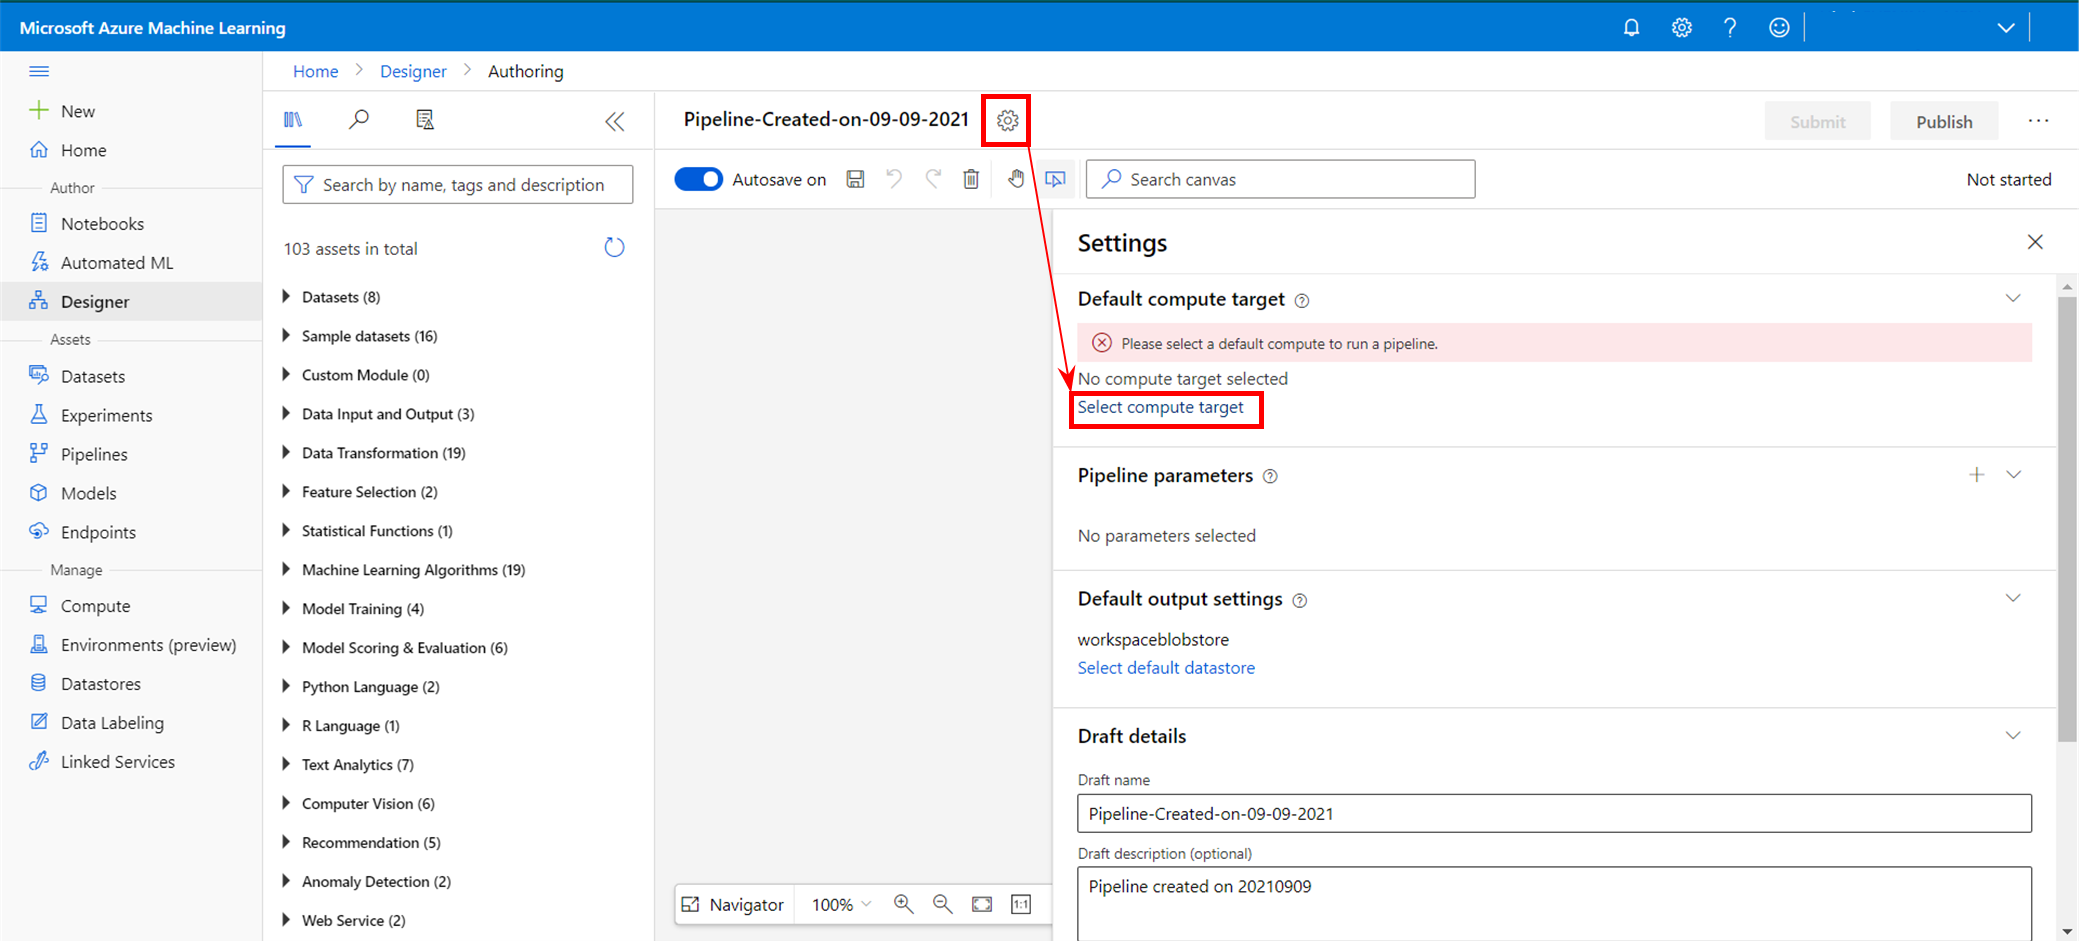 Microsoft Azure Machine Learning
Home > Designer > Authoring
New
Home
Author
Notebooks
Automated ML
Designer
Assets
Datasets
Experiments
Pipelines
Models
Endpoints
Manage
Compute
Environments (preview)
Datastores
Data Labeling
Linked Services
Search by name, tags and description
103 assets in total
Datasets (8)
Sample datasets (16)
Custom Module (0)
Data Input and Output (3)
Data Transformation (19)
Feature Selection (2)
Statistical Functions (1)
Machine Learning Algorithms (19)
Model Training (4)
Model Scoring & Evaluation (6)
Python Language (2)
R Language (1)
Text Analytics (7)
Computer Vision (6)
Recommendation (5)
Anomaly Detection (2)
Web Service (2)
Pipeline-Created-on-09-09-2021
Submit
Publish
Autosave on
Search canvas
Not started
Settings
Default compute target
Please select a default compute to run a pipeline.
No compute target selected
Select compute target
Pipeline parameters
No parameters selected
Default output settings
workspaceblobstore
Select default datastore
Draft details
Draft name
Pipeline-Created-on-09-09-2021
Draft description (optional)
Pipeline created on 20210909
Navigator
100%
1:1